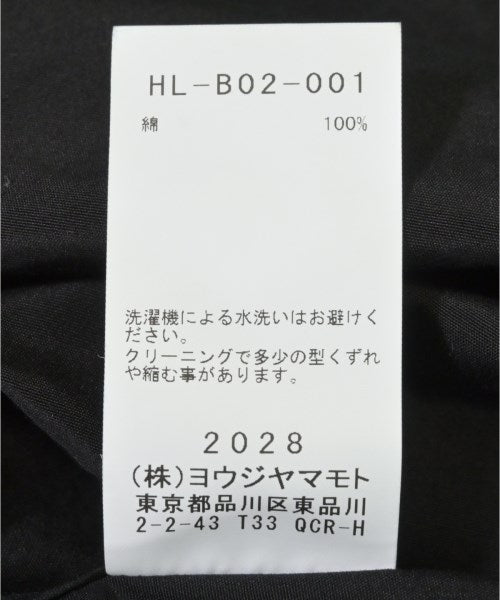 HL-B02-001
綿 100%
洗濯機による水洗いはお避けく
ださい。
クリーニングで多少の型くずれ
や縮む事があります。
2028
(株)ヨウジヤマモト
東京都品川区東品川
2-2-43 T33 QCR-H